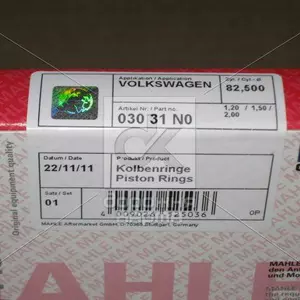 Applikation / Application
VOLKSWAGEN
Zyl. / Cyl. - ø
82,500
Artikel Nr. / Part no.
030 31 N0
1,20 / 1,50 /
2,00
Datum / Date
22/11/11
Produkt / Product
Kolbenringe
Piston Rings
Satz / Set
01
OP
MAHLE Aftermarket GmbH, D-70376 Stuttgart, Germany
Original equipment quality
MAHLE